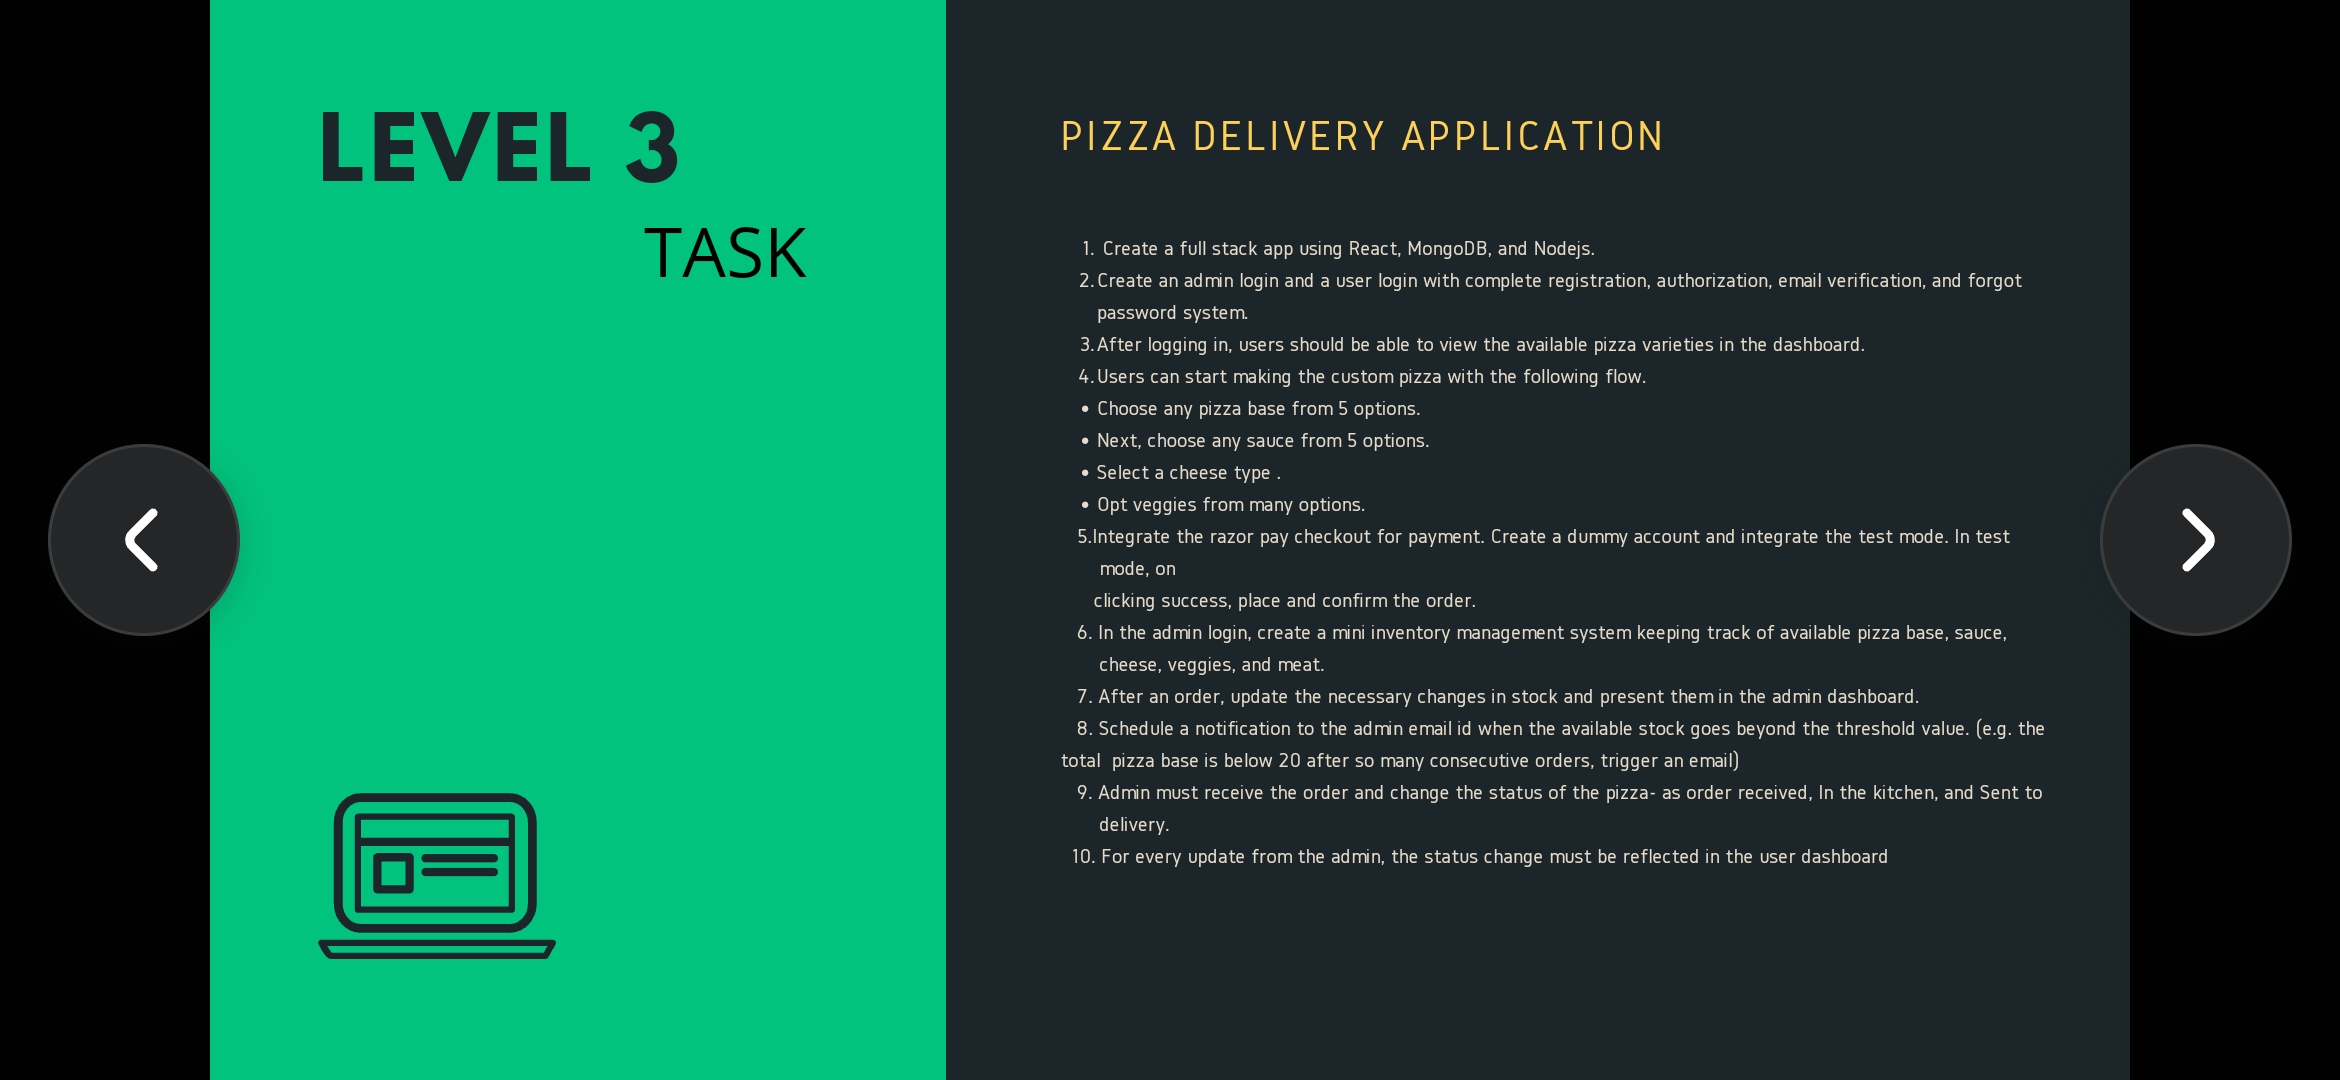 LEVEL 3
TASK
PIZZA DELIVERY APPLICATION
1. Create a full stack app using React, MongoDB, and Nodejs.
2. Create an admin login and a user login with complete registration, authorization, email verification, and forgot
password system.
3. After logging in, users should be able to view the available pizza varieties in the dashboard.
4. Users can start making the custom pizza with the following flow.
• Choose any pizza base from 5 options.
• Next, choose any sauce from 5 options.
• Select a cheese type .
• Opt veggies from many options.
5.Integrate the razor pay checkout for payment. Create a dummy account and integrate the test mode. In test
mode, on
clicking success, place and confirm the order.
6. In the admin login, create a mini inventory management system keeping track of available pizza base, sauce,
cheese, veggies, and meat.
7. After an order, update the necessary changes in stock and present them in the admin dashboard.
8. Schedule a notification to the admin email id when the available stock goes beyond the threshold value. (e.g. the
total pizza base is below 20 after so many consecutive orders, trigger an email)
9. Admin must receive the order and change the status of the pizza- as order received, In the kitchen, and Sent to
delivery.
10. For every update from the admin, the status change must be reflected in the user dashboard